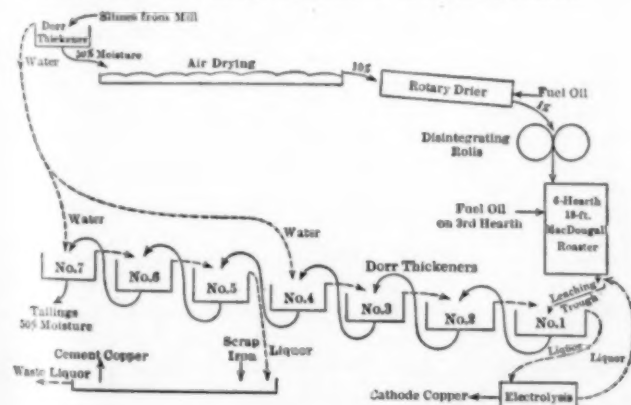 Dorr
Thickener
Slimes from Mill
50% Moisture
Water
Air Drying
10%
Rotary Drier
Fuel Oil
Disintegrating
Rolls
Fuel Oil
on 3rd Hearth
6-Hearth
18-ft.
MacDougal
Roaster
Water
Water
Dorr Thickeners
No.7
No.6
No.5
No.4
No.3
No.2
No.1
Leaching
Trough
Tailings
50% Moisture
Scrap
Iron
Liquor
Liquor
Liquor
Cement Copper
Waste Liquor
Cathode Copper
Electrolysis